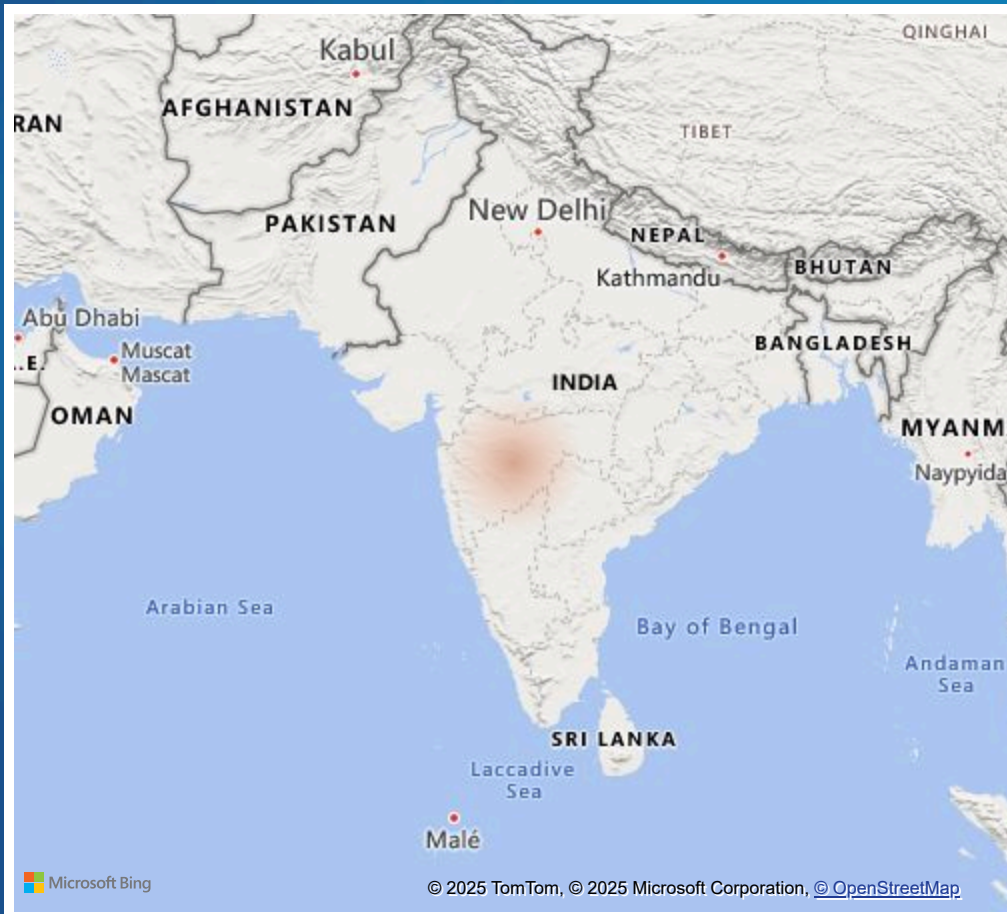 QINGHAI
Kabul
AFGHANISTAN
RAN
TIBET
PAKISTAN
New Delhi
NEPAL
Kathmandu
BHUTAN
Abu Dhabi
BANGLADESH
.E.
Muscat
Mascat
INDIA
OMAN
MYANM
Naypyida
Arabian Sea
Bay of Bengal
Andaman
Sea
SRI LANKA
Laccadive
Sea
Malé
Microsoft Bing
© 2025 TomTom, © 2025 Microsoft Corporation, © OpenStreetMap